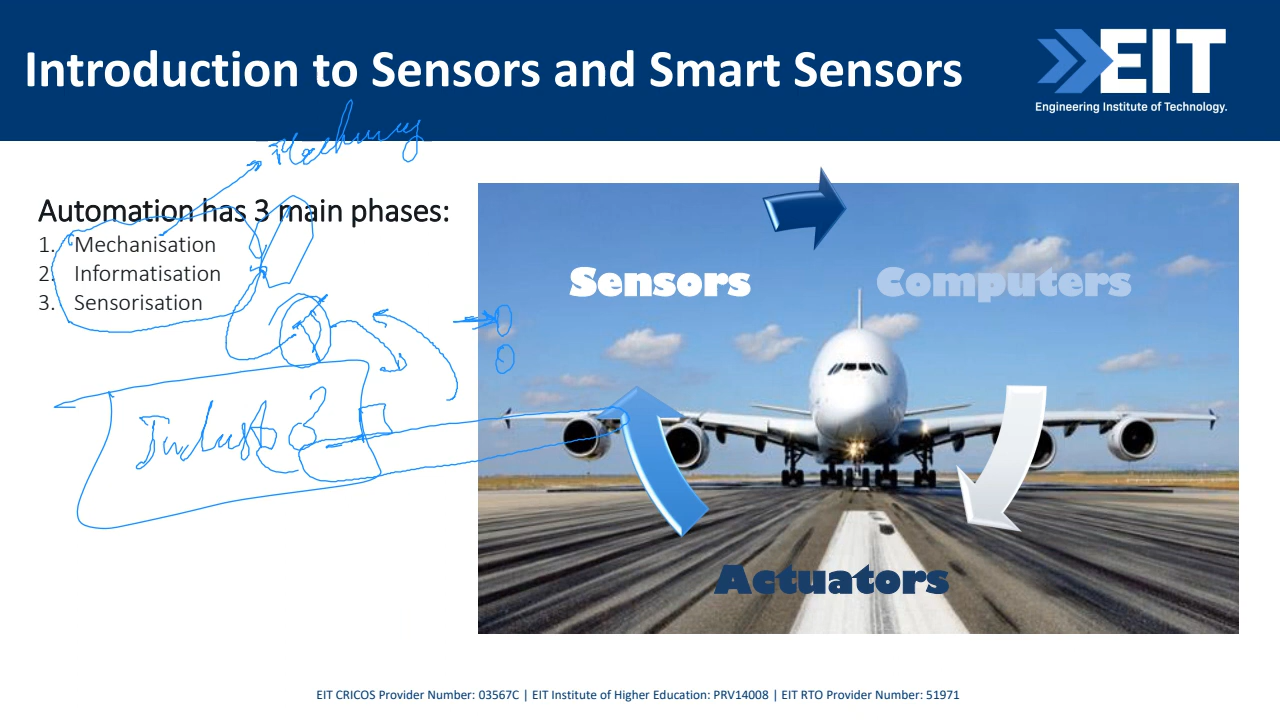 Introduction to Sensors and Smart Sensors
EIT
Engineering Institute of Technology.
Automation has 3 main phases:
1. Mechanisation
2. Informatisation
3. Sensorisation
Sensors
Computers
Actuators
EIT CRICOS Provider Number: 03567C | EIT Institute of Higher Education: PRV14008 | EIT RTO Provider Number: 51971